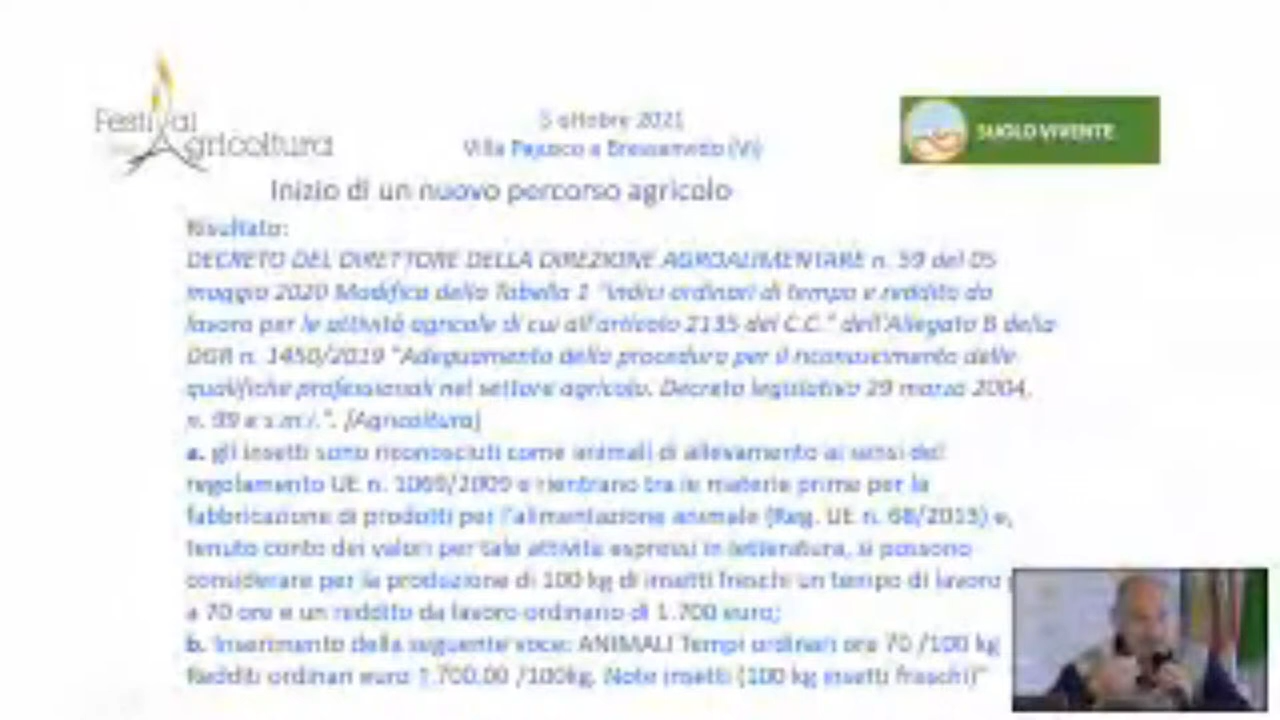 Festival
Agricoltura
5 ottobre 2021
Villa Pajusco a Bressanvido (Vi)
SUOLO VIVENTE
Inizio di un nuovo percorso agricolo
Risultato:
DECRETO DEL DIRETTORE DELLA DIREZIONE AGROALIMENTARE n. 59 del 05
maggio 2020 Modifica della Tabella 1 "Indici ordinari di tempo e reddito da
lavoro per le attività agricole di cui all'articolo 2135 del C.C." dell'Allegato B della
DGR n. 1450/2019 "Adeguamento della procedura per il riconoscimento delle
qualifiche professionali nel settore agricolo. Decreto legislativo 29 marzo 2004,
n. 99 e s.m.i.". [Agricoltura]
a. gli insetti sono riconosciuti come animali di allevamento ai sensi del
regolamento UE n. 1069/2009 e rientrano tra le materie prime per la
fabbricazione di prodotti per l'alimentazione animale (Reg. UE n. 68/2013) e,
tenuto conto dei valori per tale attività espressi in letteratura, si possono
considerare per la produzione di 100 kg di insetti freschi un tempo di lavoro
a 70 ore e un reddito da lavoro ordinario di 1.700 euro;
b. Inserimento della seguente voce: ANIMALI Tempi ordinari ore 70 /100 kg
Redditi ordinari euro 1.700,00 /100kg. Note insetti (100 kg insetti freschi)"